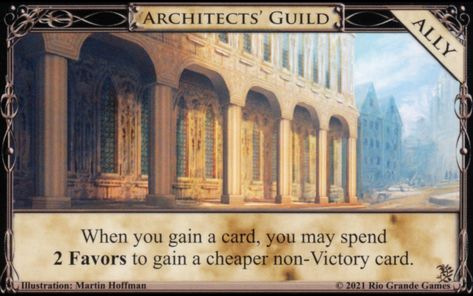 ARCHITECTS' GUILD
ALLY
When you gain a card, you may spend
2 Favors to gain a cheaper non-Victory card.
Illustration: Martin Hoffman
© 2021 Rio Grande Games